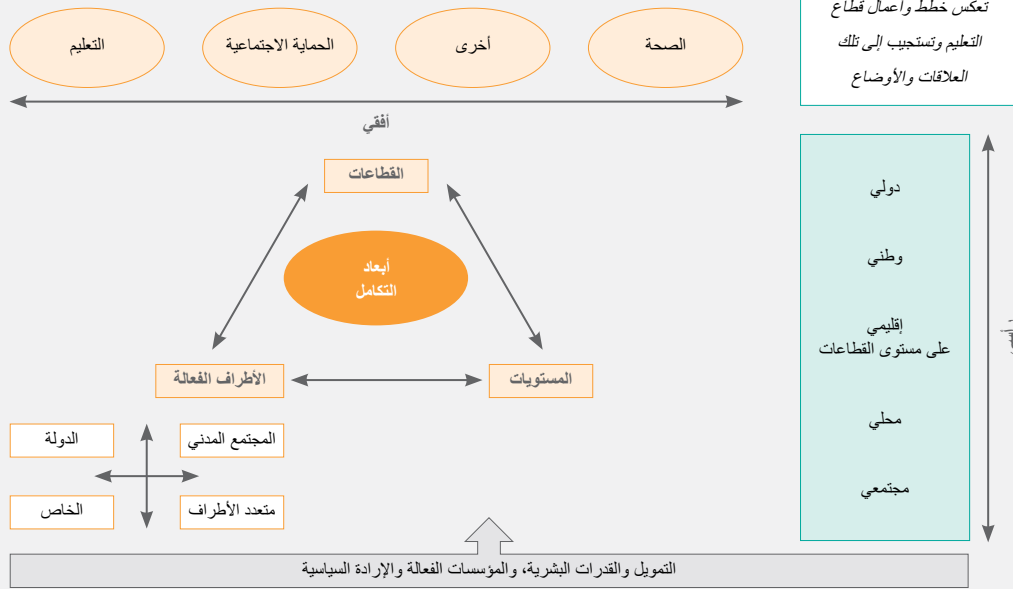 تعكس خطط وأعمال قطاع
التعليم وتستجيب إلى تلك
العلاقات والأوضاع
الصحة
أخرى
الحماية الاجتماعية
التعليم
أفقي
القطاعات
أبعاد
التكامل
المستويات
الأطراف الفعالة
المجتمع المدني
الدولة
متعدد الأطراف
الخاص
دولي
وطني
إقليمي
على مستوى القطاعات
محلي
مجتمعي
التمويل والقدرات البشرية، والمؤسسات الفعالة والإرادة السياسية